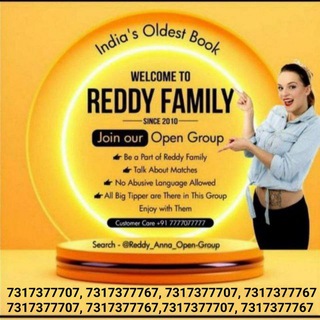 India's Oldest Book
WELCOME TO
REDDY FAMILY
SINCE 2010
Join our Open Group
Be a Part of Reddy Family
Talk About Matches
No Abusive Language Allowed
All Big Tipper are There in This Group
Enjoy with Them
Customer Care +91 7777077777
Search - @Reddy_Anna_Open-Group
7317377707, 7317377767, 7317377707, 7317377767
7317377707, 7317377767,7317377707, 7317377767